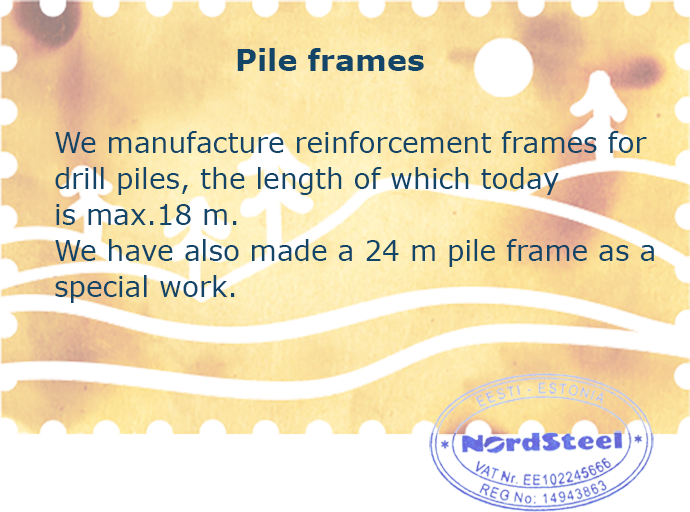 Pile frames
We manufacture reinforcement frames for
drill piles, the length of which today
is max.18 m.
We have also made a 24 m pile frame as a
special work.
EESTI - ESTONIA
* NordSteel *
VAT Nr. EE102245666
REG No: 14943863